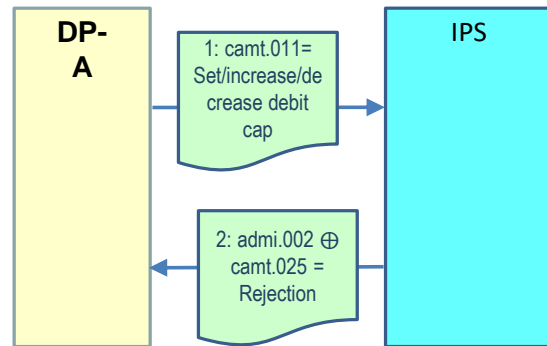 DP-
A
1: camt.011=
Set/increase/de
crease debit
cap
IPS
2: admi.002 ⊕
camt.025 =
Rejection